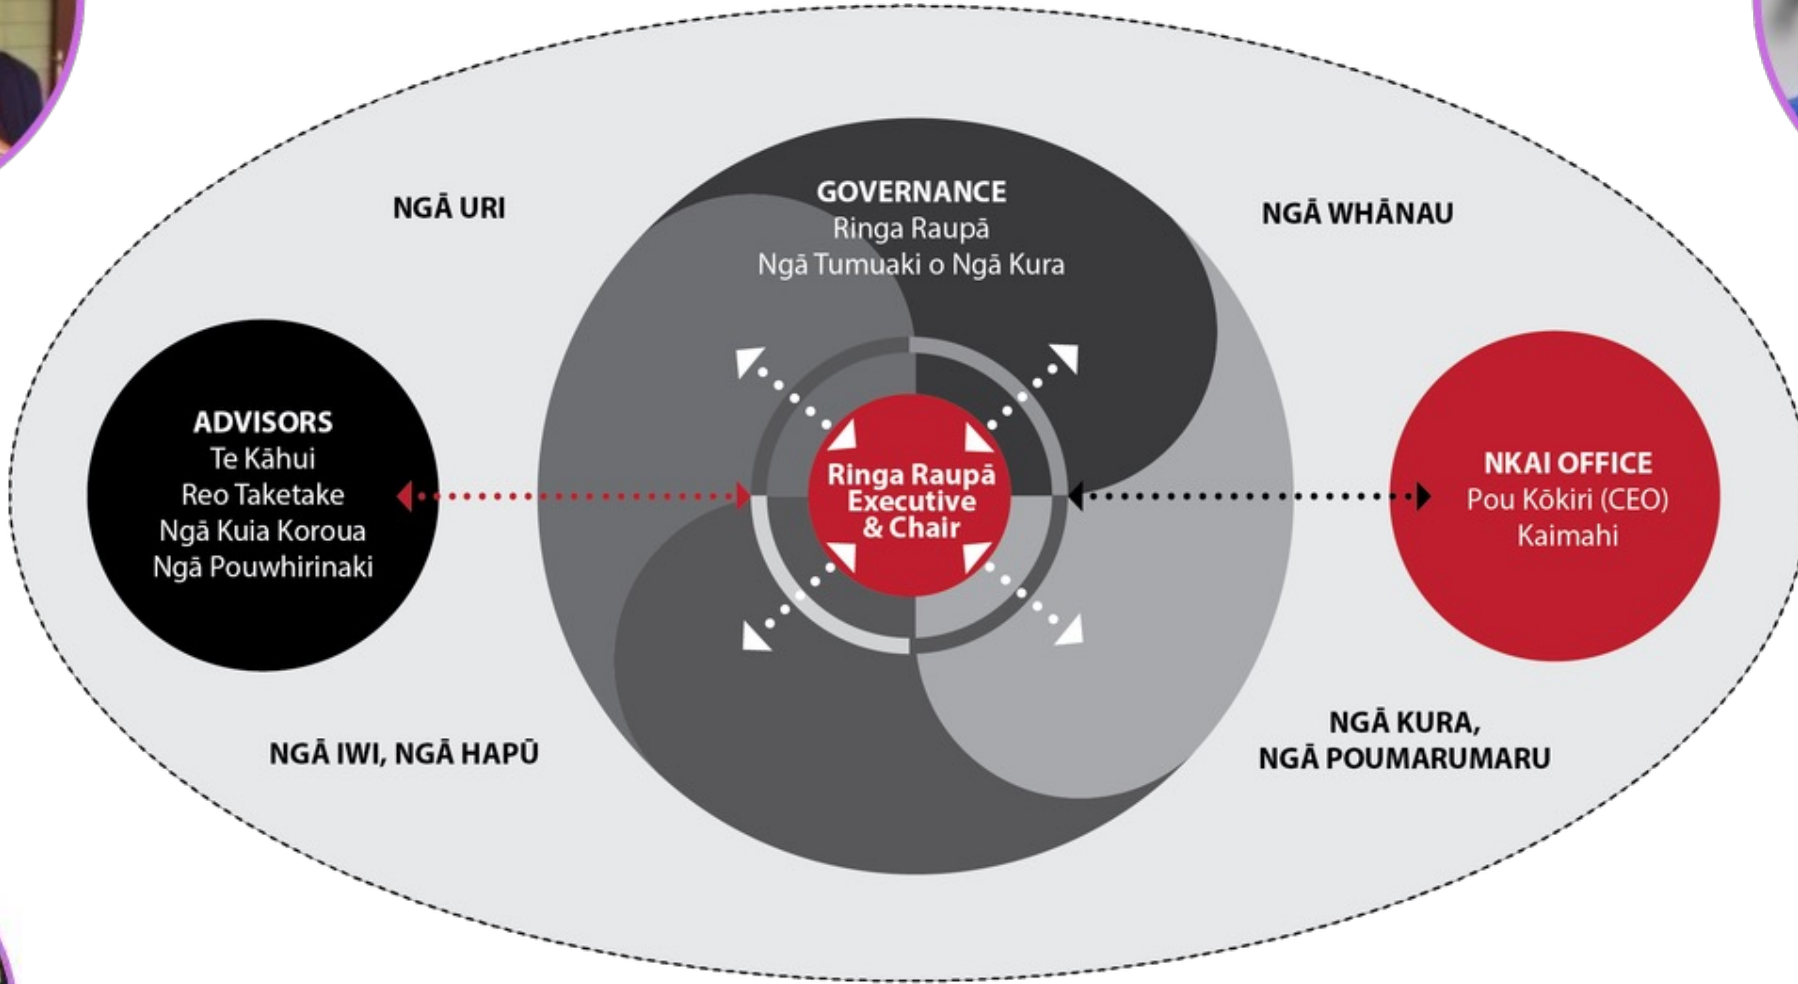 GOVERNANCE
Ringa Raupā
Ngā Tumuaki o Ngā Kura
NGĀ URI
NGĀ WHĀNAU
ADVISORS
Te Kāhui
Reo Taketake
Ngā Kuia Koroua
Ngā Pouwhirinaki
Ringa Raupā
Executive
& Chair
NKAI OFFICE
Pou Kōkiri (CEO)
Kaimahi
NGĀ IWI, NGĀ HAPŪ
NGĀ KURA,
NGĀ POUMARUMARU